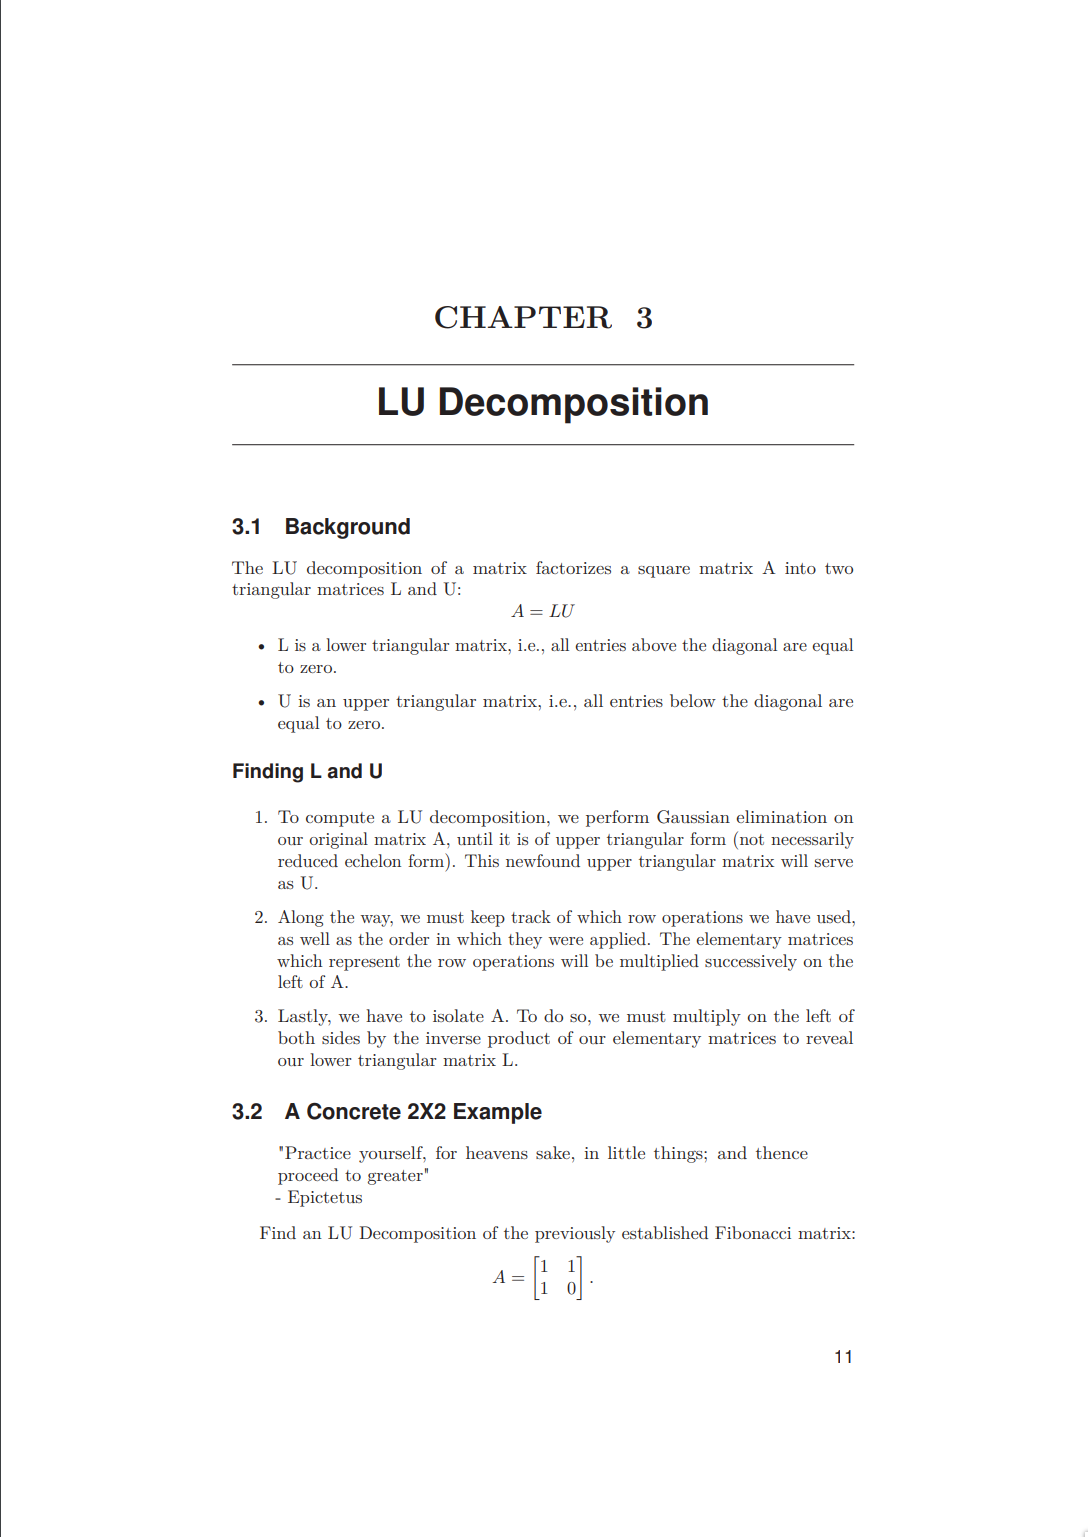 CHAPTER 3
LU Decomposition
3.1 Background
The LU decomposition of a matrix factorizes a square matrix A into two
triangular matrices L and U:
A = LU
• L is a lower triangular matrix, i.e., all entries above the diagonal are equal
to zero.
• U is an upper triangular matrix, i.e., all entries below the diagonal are
equal to zero.
Finding L and U
1. To compute a LU decomposition, we perform Gaussian elimination on
our original matrix A, until it is of upper triangular form (not necessarily
reduced echelon form). This newfound upper triangular matrix will serve
as U.
2. Along the way, we must keep track of which row operations we have used,
as well as the order in which they were applied. The elementary matrices
which represent the row operations will be multiplied successively on the
left of A.
3. Lastly, we have to isolate A. To do so, we must multiply on the left of
both sides by the inverse product of our elementary matrices to reveal
our lower triangular matrix L.
3.2 A Concrete 2X2 Example
"Practice yourself, for heavens sake, in little things; and thence
proceed to greater"
- Epictetus
Find an LU Decomposition of the previously established Fibonacci matrix:
A = [1 1
1 0].
11